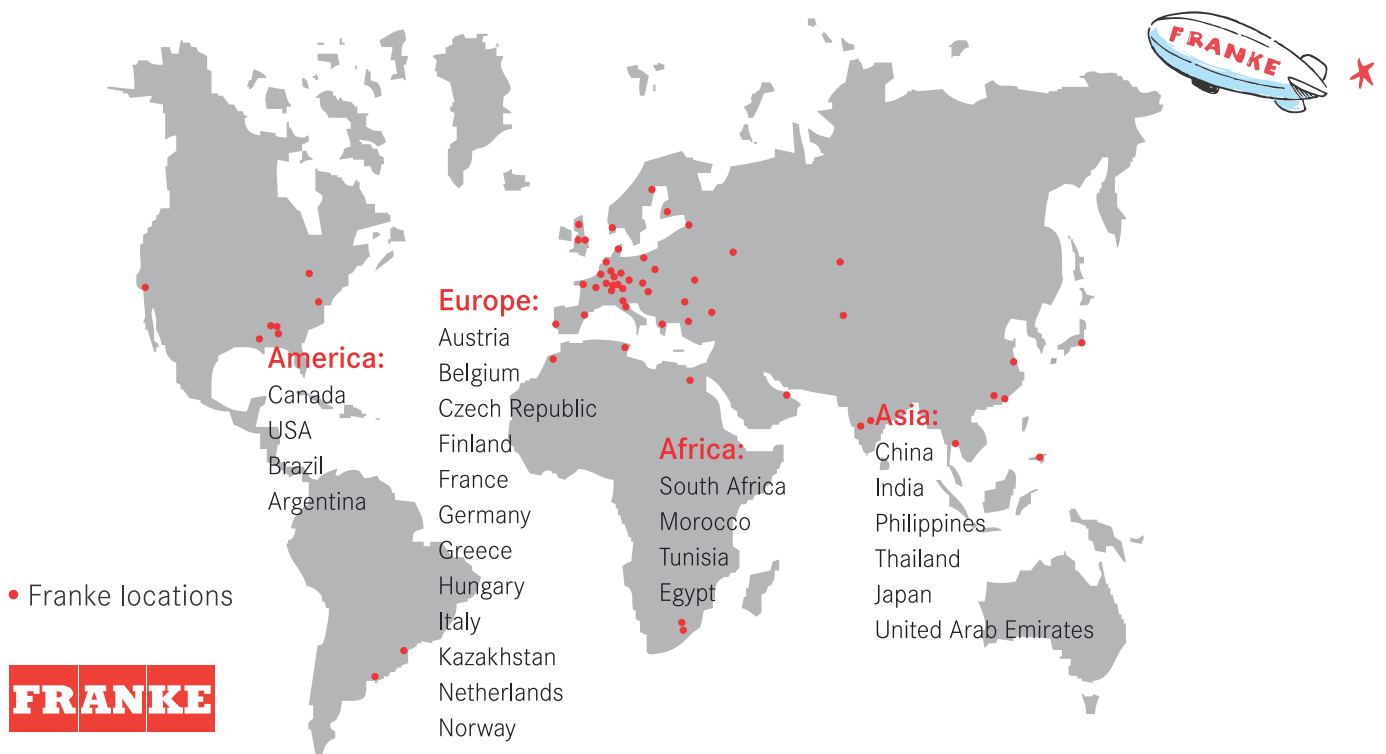 FRANKE
America:
Canada
USA
Brazil
Argentina
Europe:
Austria
Belgium
Czech Republic
Finland
France
Germany
Greece
Hungary
Italy
Kazakhstan
Netherlands
Norway
Africa:
South Africa
Morocco
Tunisia
Egypt
Asia:
China
India
Philippines
Thailand
Japan
United Arab Emirates
• Franke locations
FRANKE